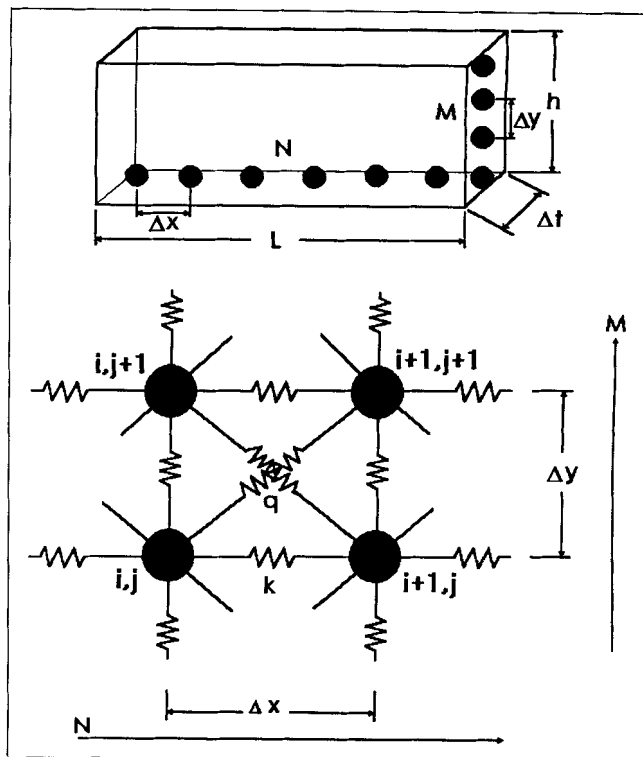 M
h
Δy
N
Δx
L
Δt
M
i,j+1
i+1,j+1
Δy
q
i,j
k
i+1,j
Δx
N